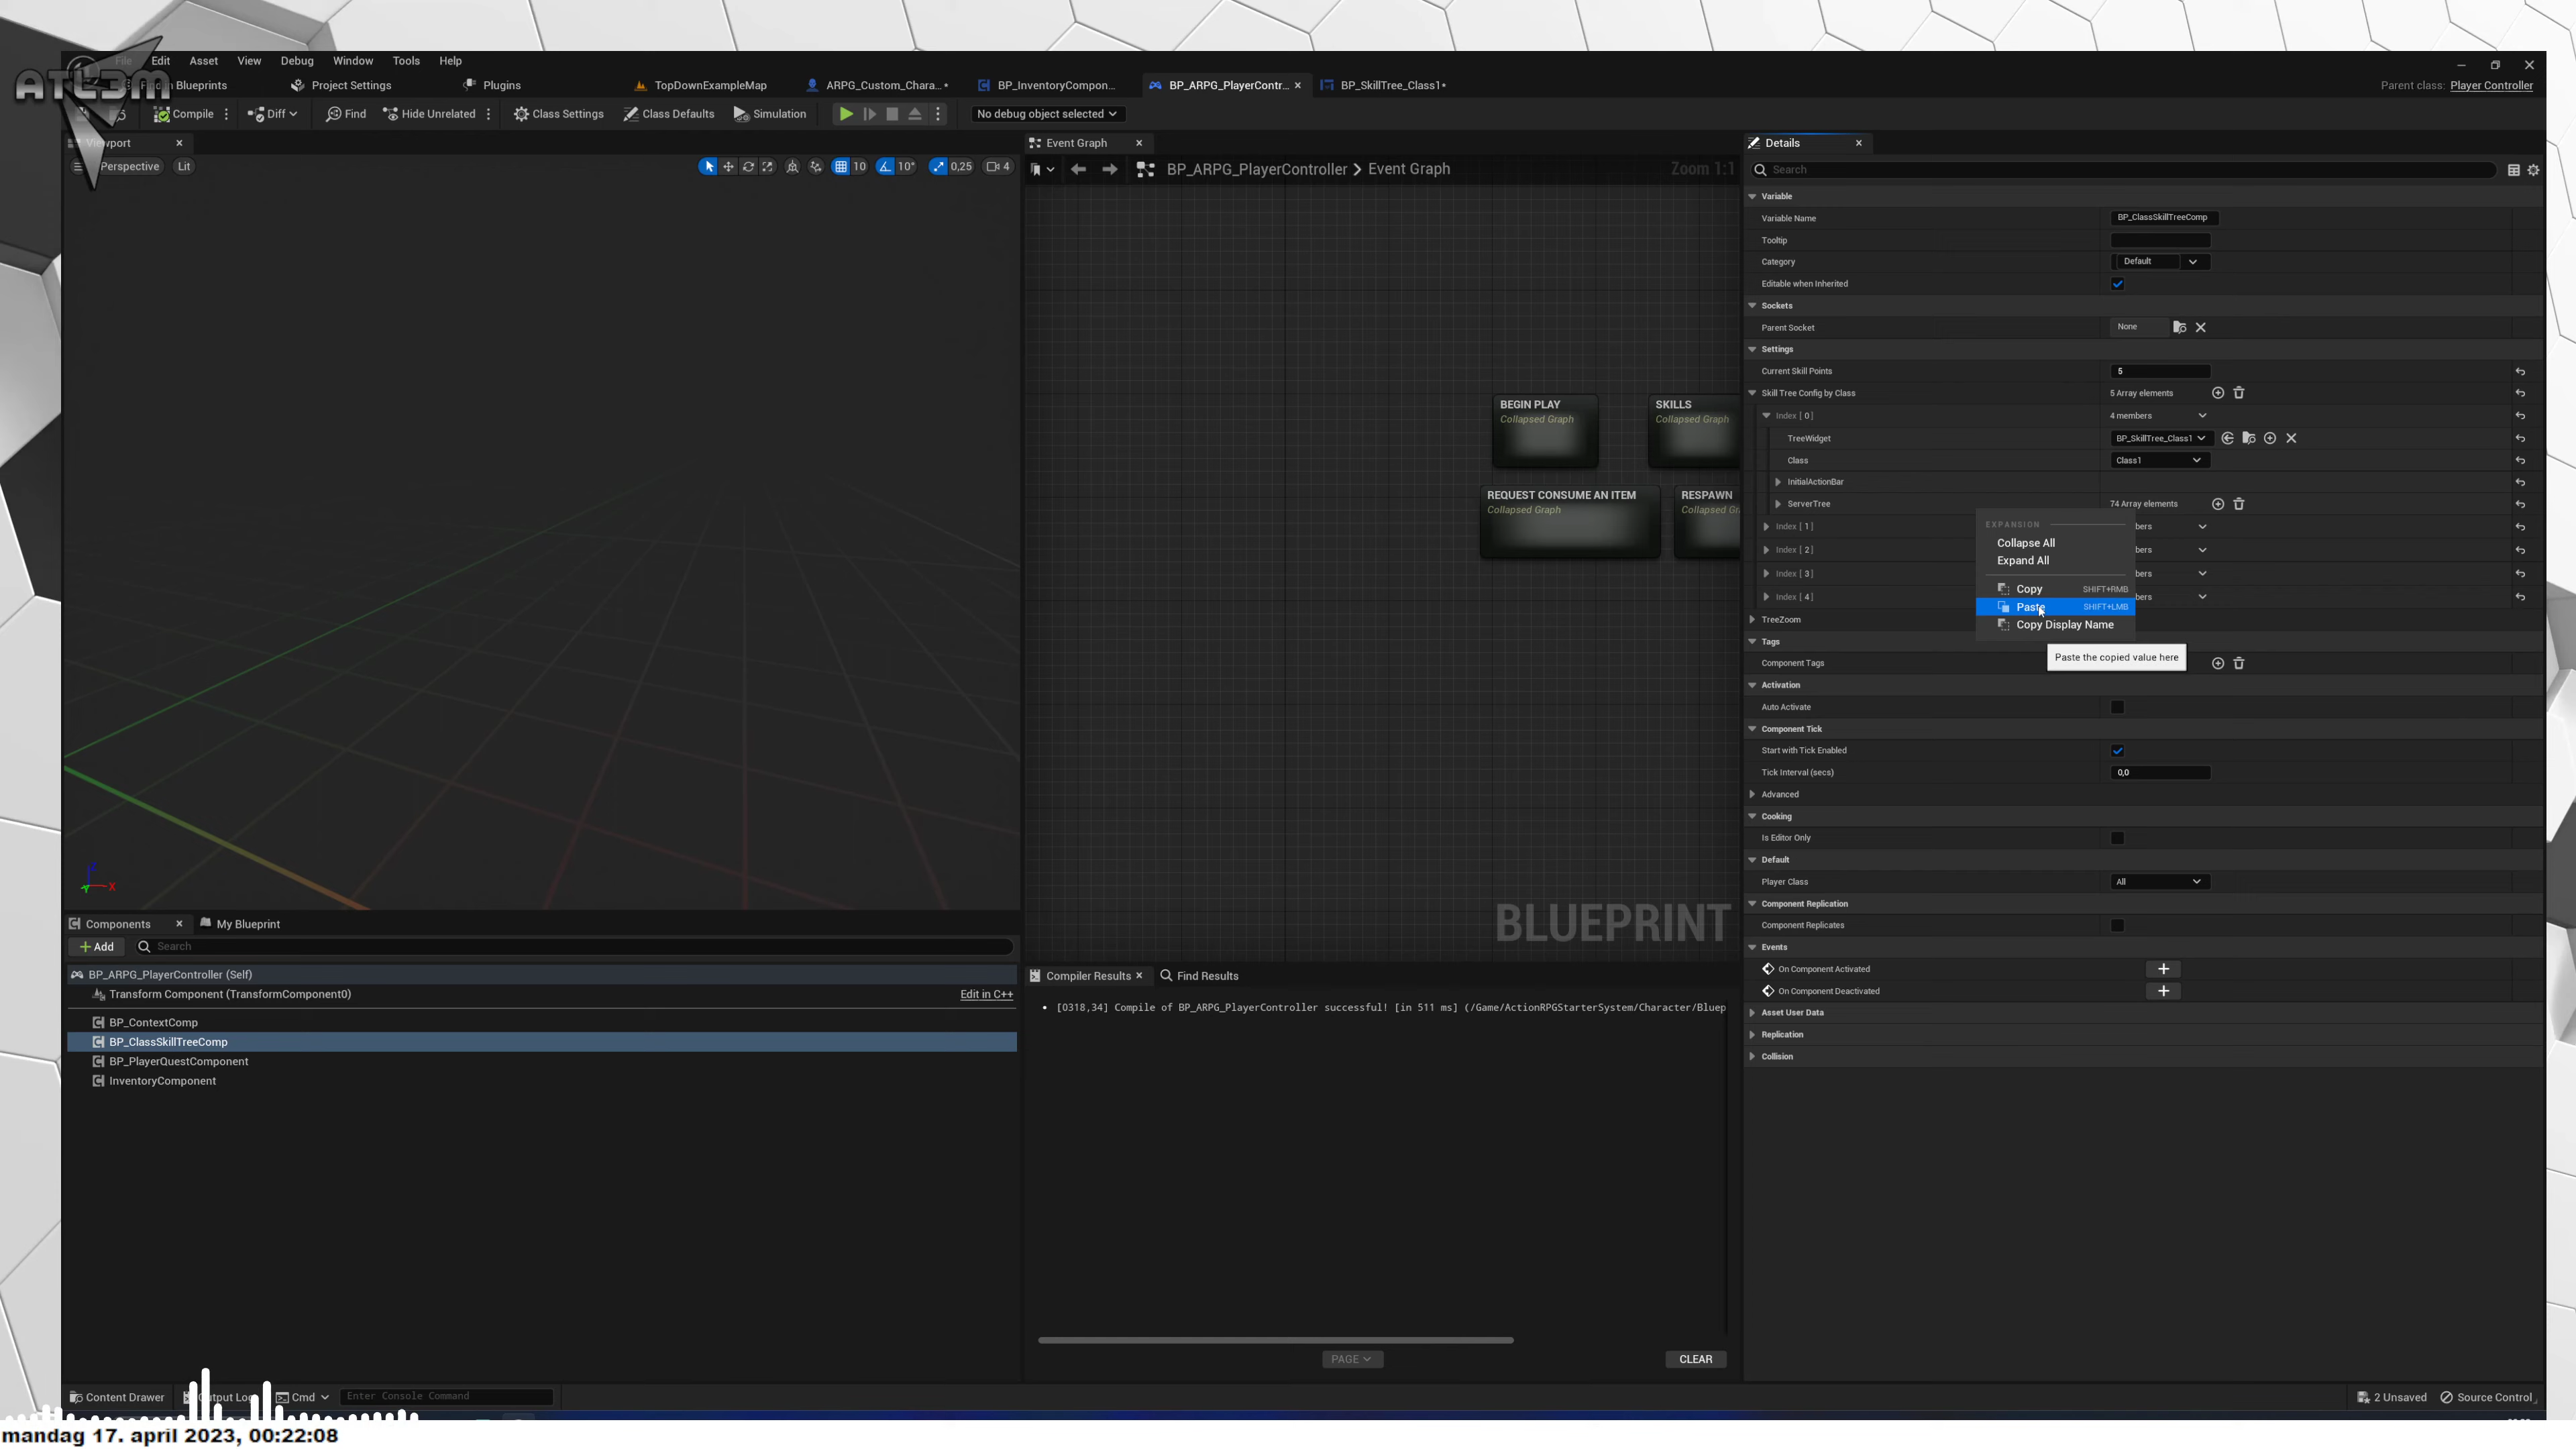 File Edit Asset View Debug Window Tools Help
ATL3M
Blueprints Project Settings Plugins TopDownExampleMap ARPG_Custom_Chara...• BP_InventoryCompon... BP_ARPG_PlayerContr... BP_SkillTree_Class1•
Parent class: Player Controller
Compile Diff Find Hide Unrelated Class Settings Class Defaults Simulation No debug object selected
Viewport
Perspective Lit 10 10° 0,25 4
Event Graph
BP_ARPG_PlayerController > Event Graph Zoom 1:1
BEGIN PLAY
Collapsed Graph
SKILLS
Collapsed Graph
REQUEST CONSUME AN ITEM
Collapsed Graph
RESPAWN
BLUEPRINT
Z
X
Components My Blueprint
Add Search
BP_ARPG_PlayerController (Self)
Transform Component (TransformComponent0) Edit in C++
BP_ContextComp
BP_ClassSkillTreeComp
BP_PlayerQuestComponent
InventoryComponent
Compiler Results Find Results
[0318,34] Compile of BP_ARPG_PlayerController successful! [in 511 ms] (/Game/ActionRPGStarterSystem/Character/Bluep
PAGE CLEAR
Details
Search
Variable
Variable Name BP_ClassSkillTreeComp
Tooltip
Category Default
Editable when Inherited
Sockets
Parent Socket None
Settings
Current Skill Points 5
Skill Tree Config by Class 5 Array elements
Index [ 0 ] 4 members
TreeWidget BP_SkillTree_Class1
Class Class1
InitialActionBar
ServerTree 74 Array elements
Index [ 1 ] bers
Index [ 2 ] bers
Index [ 3 ] bers
Index [ 4 ] bers
EXPANSION
Collapse All
Expand All
Copy SHIFT+RMB
Paste SHIFT+LMB
Copy Display Name
Paste the copied value here
TreeZoom
Tags
Component Tags
Activation
Auto Activate
Component Tick
Start with Tick Enabled
Tick Interval (secs) 0,0
Advanced
Cooking
Is Editor Only
Default
Player Class All
Component Replication
Component Replicates
Events
On Component Activated
On Component Deactivated
Asset User Data
Replication
Collision
Content Drawer Output Log Cmd Enter Console Command
2 Unsaved Source Control
mandag 17. april 2023, 00:22:08